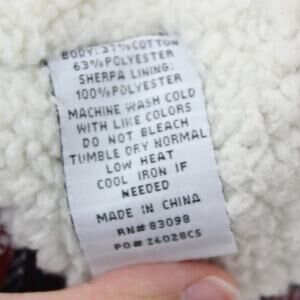 BODY: 37% COTTON
63% POLYESTER
SHERPA LINING:
100% POLYESTER
MACHINE WASH COLD
WITH LIKE COLORS
DO NOT BLEACH
TUMBLE DRY NORMAL
LOW HEAT
COOL IRON IF
NEEDED
MADE IN CHINA
RN# 83098
PO# Z6028CS